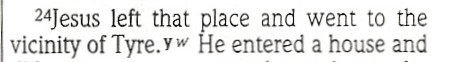 24Jesus left that place and went to the
vicinity of Tyre.y w He entered a house and